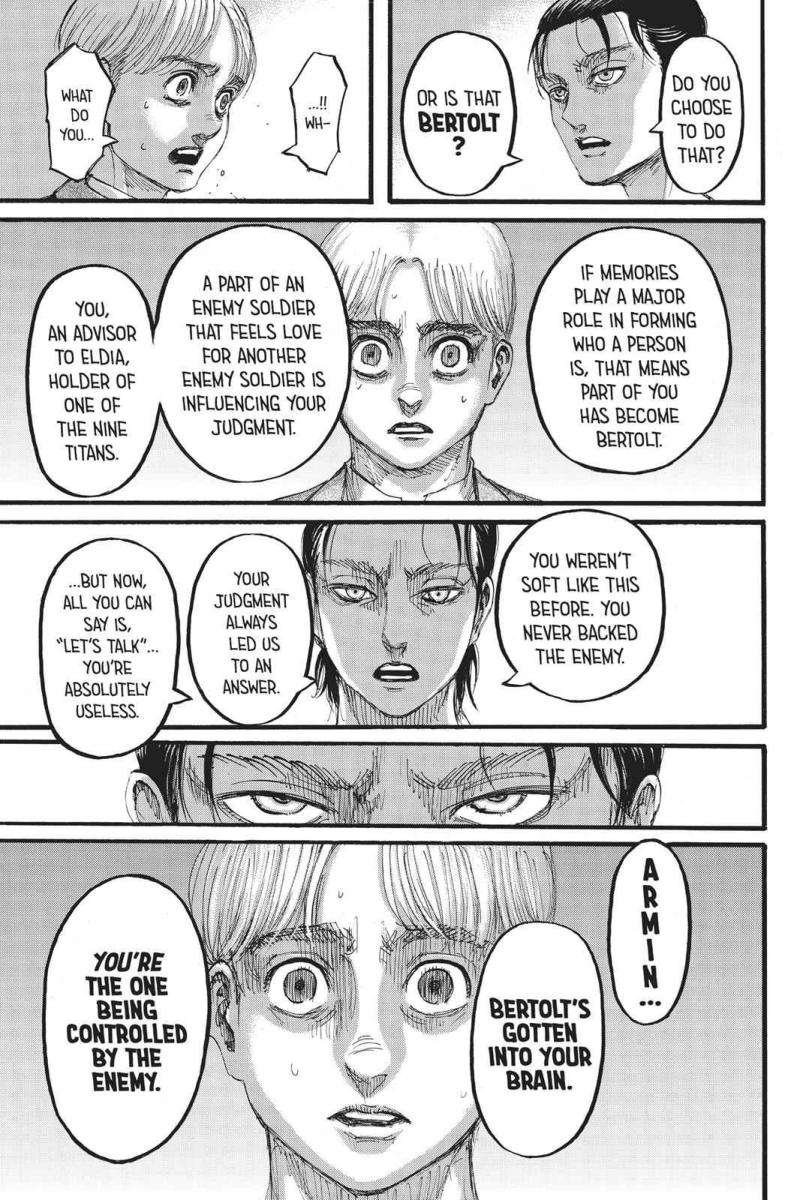 DO YOU
CHOOSE
TO DO
THAT?
OR IS THAT
BERTOLT
?
...!!
WH-
WHAT
DO
YOU...
IF MEMORIES
PLAY A MAJOR
ROLE IN FORMING
WHO A PERSON
IS, THAT MEANS
PART OF YOU
HAS BECOME
BERTOLT.
A PART OF AN
ENEMY SOLDIER
THAT FEELS LOVE
FOR ANOTHER
ENEMY SOLDIER IS
INFLUENCING YOUR
JUDGMENT.
YOU,
AN ADVISOR
TO ELDIA,
HOLDER OF
ONE OF
THE NINE
TITANS.
YOU WEREN'T
SOFT LIKE THIS
BEFORE. YOU
NEVER BACKED
THE ENEMY.
YOUR
JUDGMENT
ALWAYS
LED US
TO AN
ANSWER.
...BUT NOW,
ALL YOU CAN
SAY IS,
"LET'S TALK"...
YOU'RE
ABSOLUTELY
USELESS.
ARMIN...
BERTOLT'S
GOTTEN
INTO YOUR
BRAIN.
YOU'RE
THE ONE
BEING
CONTROLLED
BY THE
ENEMY.